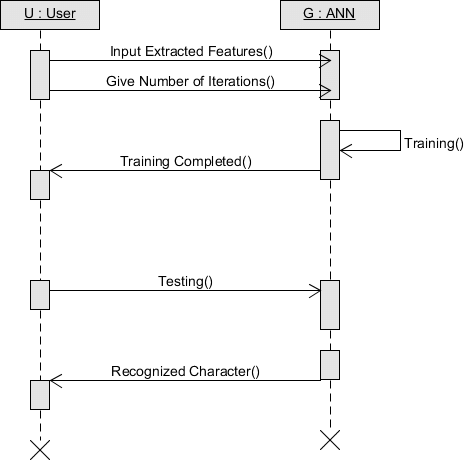 U : User
G : ANN
Input Extracted Features()
Give Number of Iterations()
Training()
Training Completed()
Testing()
Recognized Character()